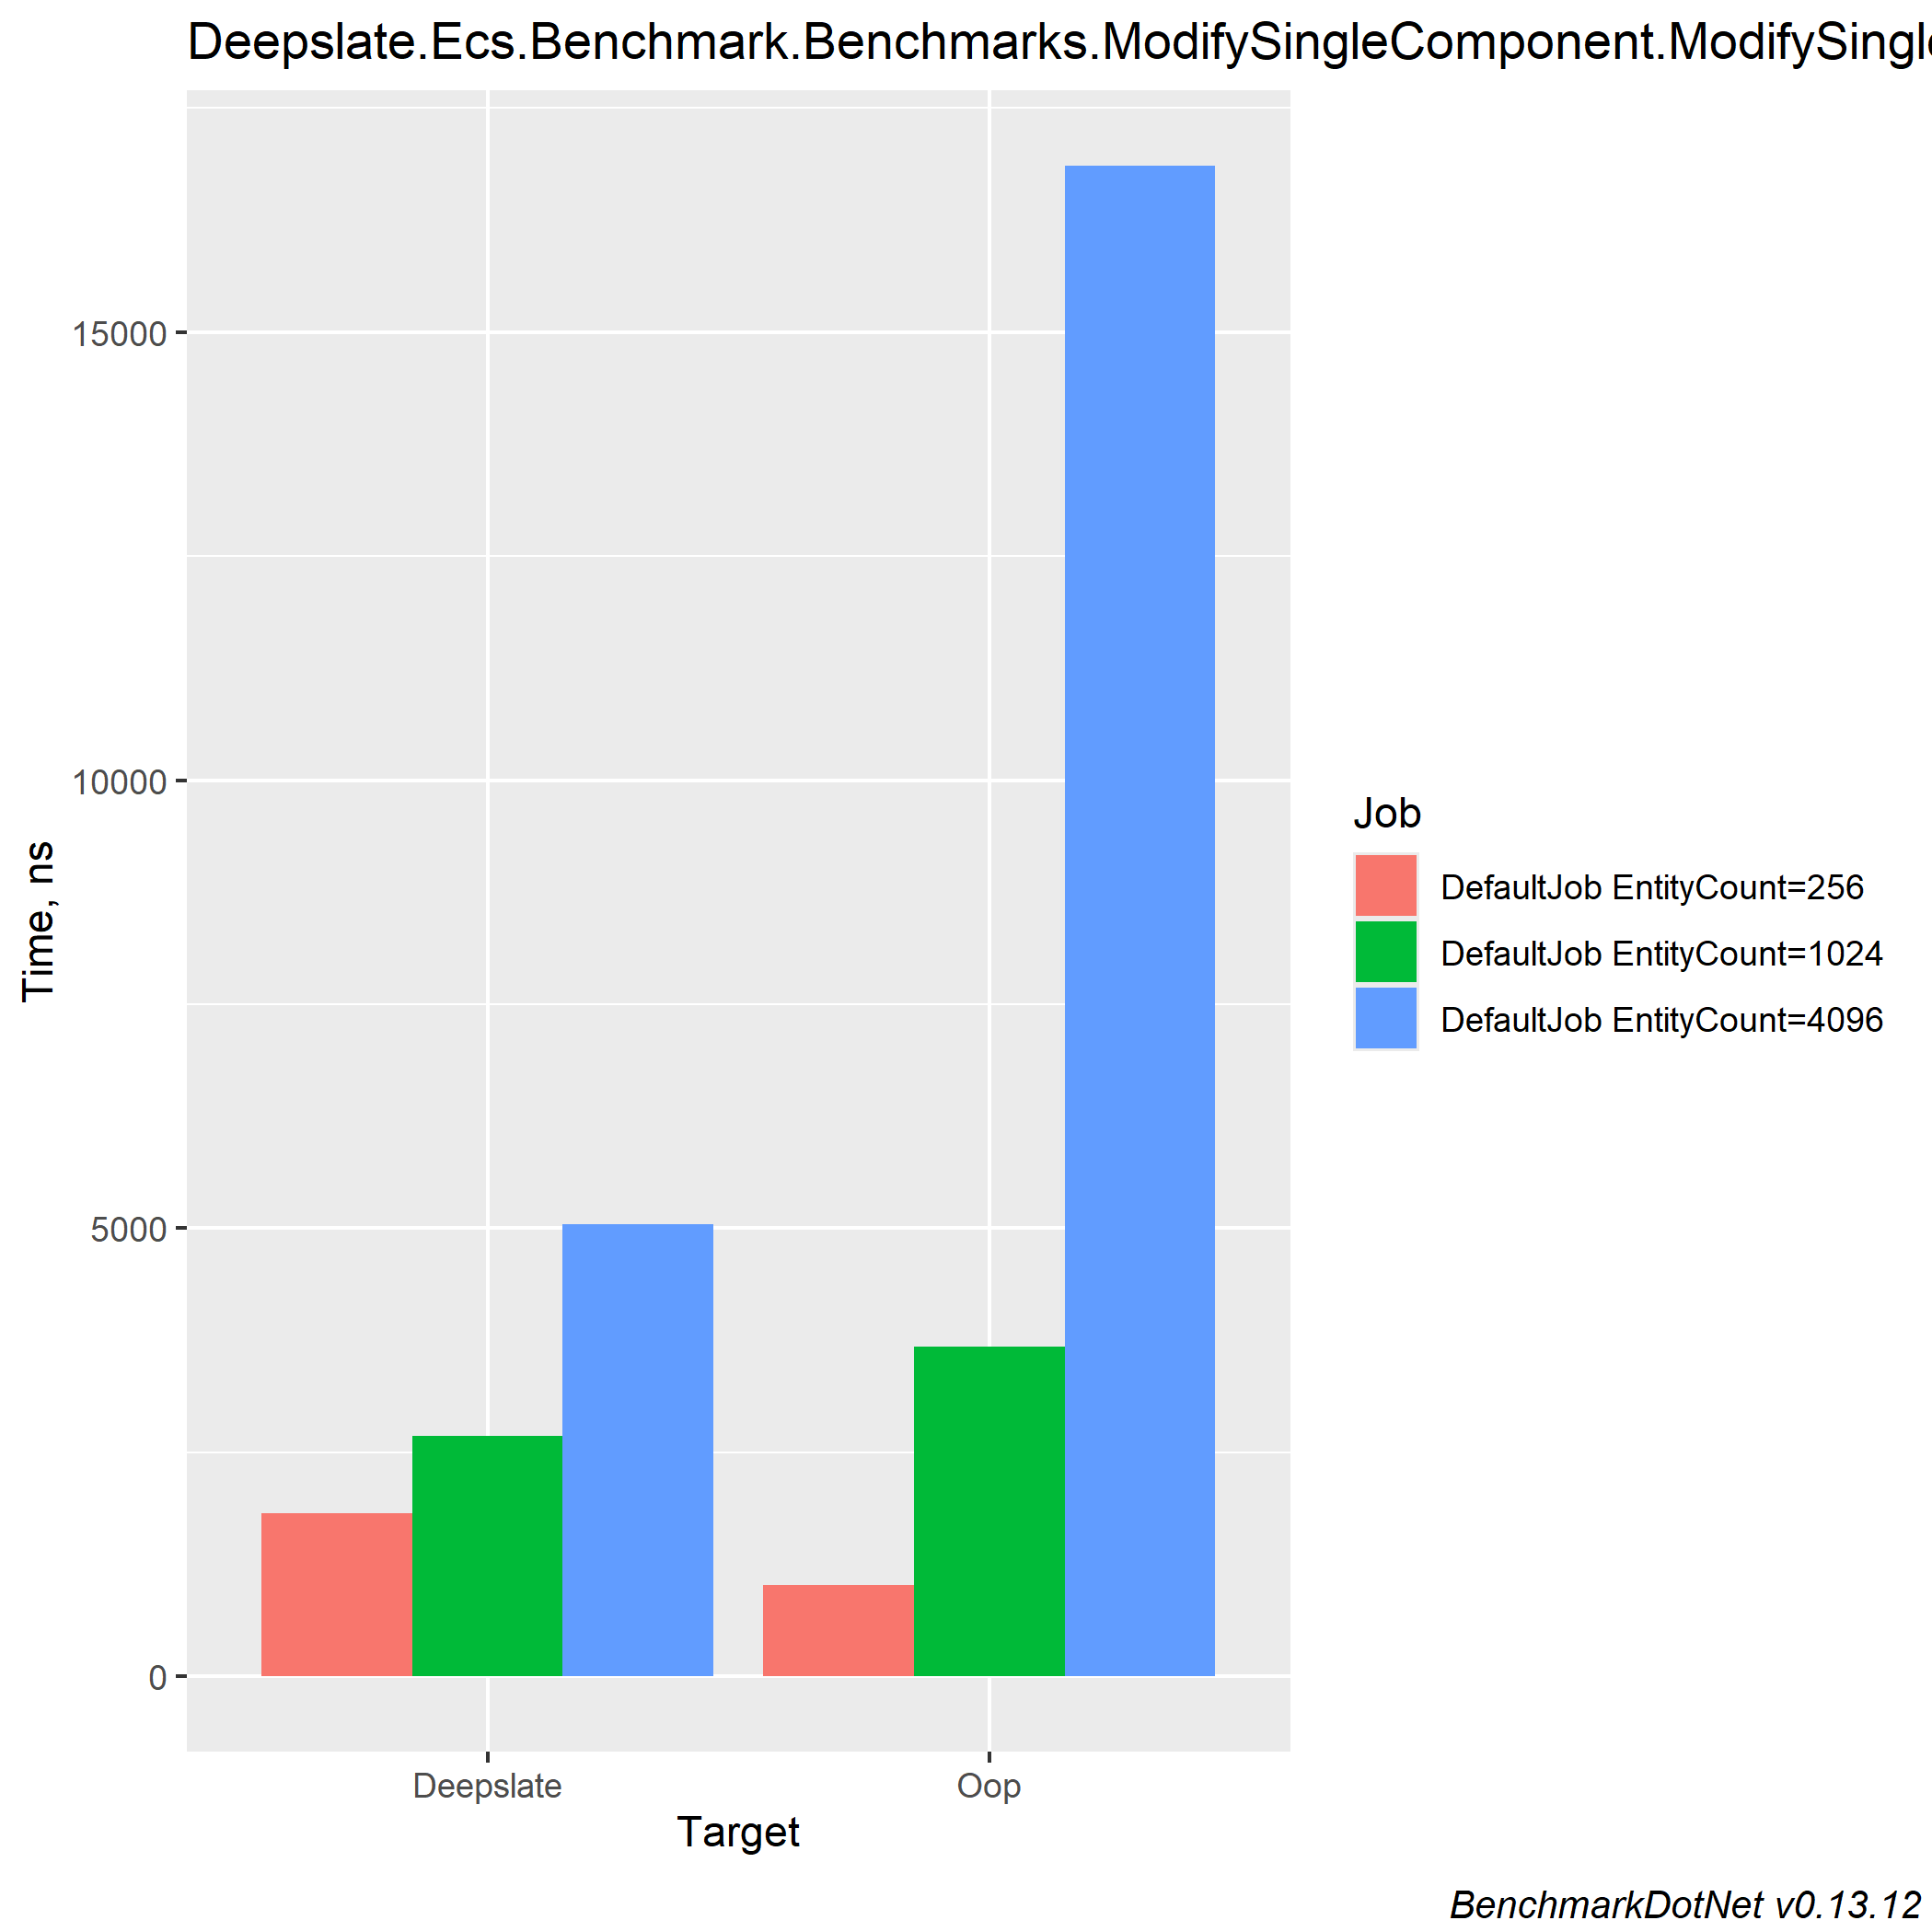 Deepslate.Ecs.Benchmark.Benchmarks.ModifySingleComponent.ModifySingle
15000
10000
5000
0
Time, ns
Deepslate
Oop
Target
Job
DefaultJob EntityCount=256
DefaultJob EntityCount=1024
DefaultJob EntityCount=4096
BenchmarkDotNet v0.13.12